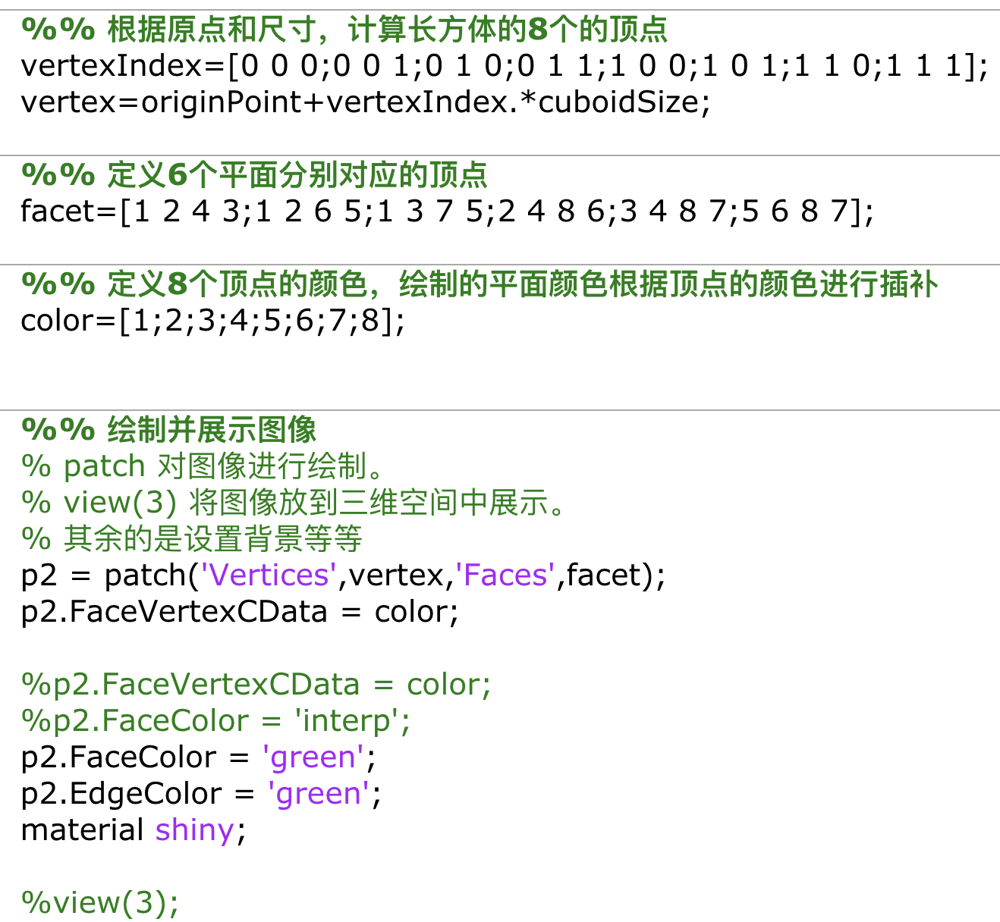 %% 根据原点和尺寸，计算长方体的8个的顶点
vertexIndex=[0 0 0;0 0 1;0 1 0;0 1 1;1 0 0;1 0 1;1 1 0;1 1 1];
vertex=originPoint+vertexIndex.*cuboidSize;
%% 定义6个平面分别对应的顶点
facet=[1 2 4 3;1 2 6 5;1 3 7 5;2 4 8 6;3 4 8 7;5 6 8 7];
%% 定义8个顶点的颜色，绘制的平面颜色根据顶点的颜色进行插补
color=[1;2;3;4;5;6;7;8];
%% 绘制并展示图像
% patch 对图像进行绘制。
% view(3) 将图像放到三维空间中展示。
% 其余的是设置背景等等
p2 = patch('Vertices',vertex,'Faces',facet);
p2.FaceVertexCData = color;
%p2.FaceVertexCData = color;
%p2.FaceColor = 'interp';
p2.FaceColor = 'green';
p2.EdgeColor = 'green';
material shiny;
%view(3);